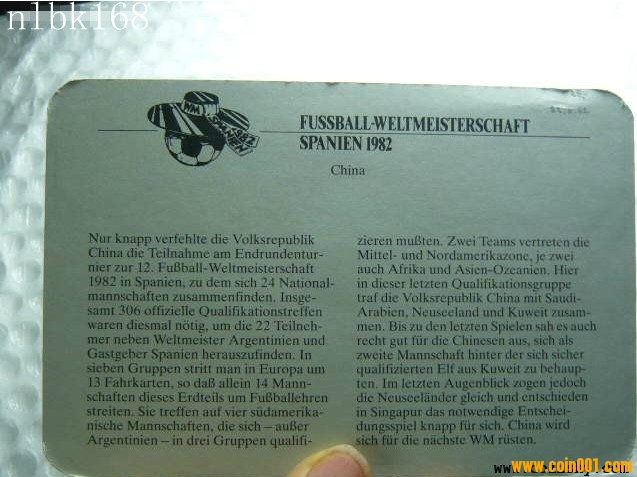 n1bk168
WM
SPANIEN
FUSSBALL-WELTMEISTERSCHAFT
SPANIEN 1982
China
Nur knapp verfehlte die Volksrepublik
China die Teilnahme am Endrundentur-
nier zur 12. Fußball-Weltmeisterschaft
1982 in Spanien, zu dem sich 24 National-
mannschaften zusammenfinden. Insge-
samt 306 offizielle Qualifikationstreffen
waren diesmal nötig, um die 22 Teilneh-
mer neben Weltmeister Argentinien und
Gastgeber Spanien herauszufinden. In
sieben Gruppen stritt man in Europa um
13 Fahrkarten, so daß allein 14 Mann-
schaften dieses Erdteils um Fußballehren
streiten. Sie treffen auf vier südamerika-
nische Mannschaften, die sich – außer
Argentinien – in drei Gruppen qualifi-
zieren mußten. Zwei Teams vertreten die
Mittel- und Nordamerikazone, je zwei
auch Afrika und Asien-Ozeanien. Hier
in dieser letzten Qualifikationsgruppe
traf die Volksrepublik China mit Saudi-
Arabien, Neuseeland und Kuweit zusam-
men. Bis zu den letzten Spielen sah es auch
recht gut für die Chinesen aus, sich als
zweite Mannschaft hinter der sich sicher
qualifizierten Elf aus Kuweit zu behaup-
ten. Im letzten Augenblick zogen jedoch
die Neuseeländer gleich und entschieden
in Singapur das notwendige Entschei-
dungsspiel knapp für sich. China wird
sich für die nächste WM rüsten.
www.coin001.com